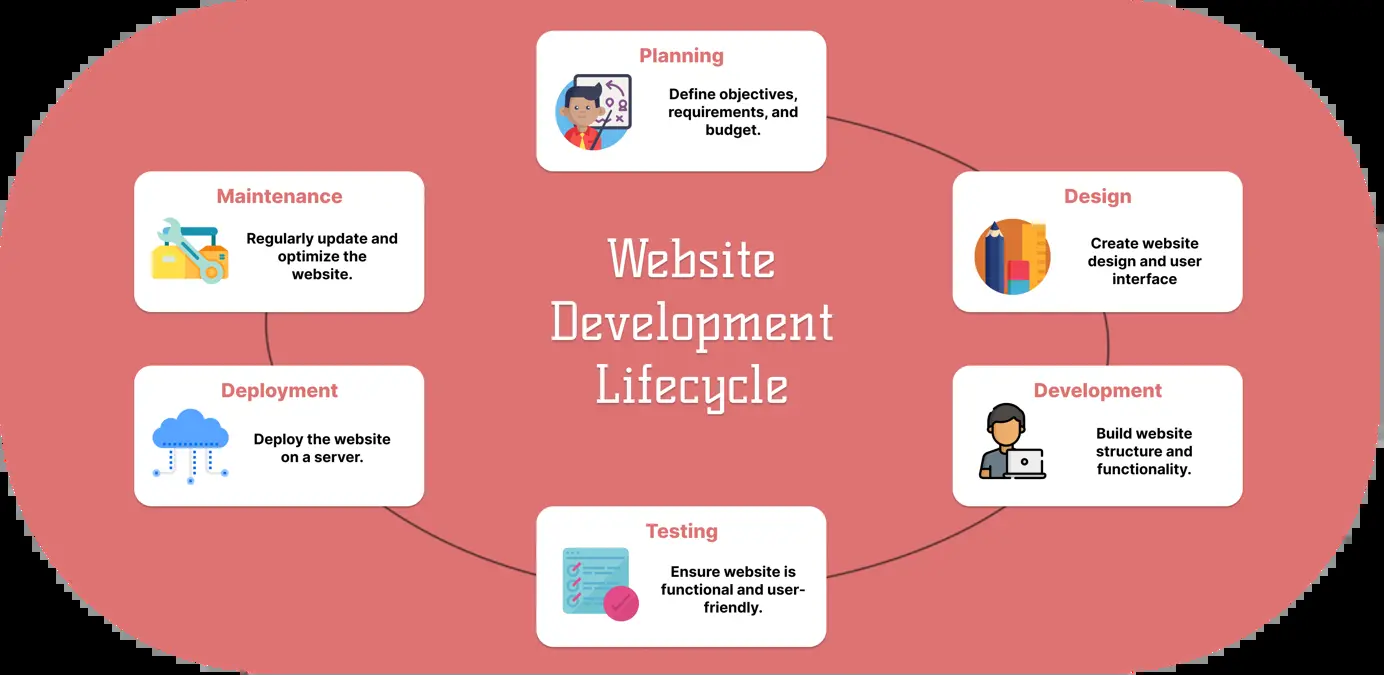 Planning
Define objectives,
requirements, and
budget.
Maintenance
Regularly update and
optimize the
website.
Design
Create website
design and user
interface
Website
Development
Lifecycle
Deployment
Deploy the website
on a server.
Development
Build website
structure and
functionality.
Testing
Ensure website is
functional and user-
friendly.